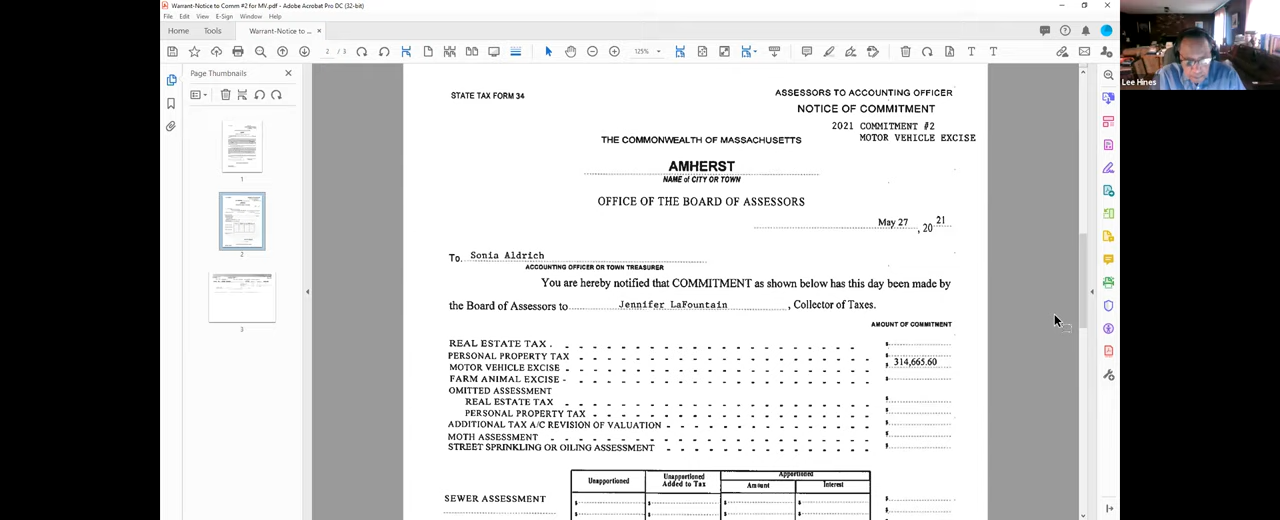 Warrant-Notice to Comm #2 for MV.pdf - Adobe Acrobat Pro DC (32-bit)
File Edit View E-Sign Window Help
Home Tools Warrant-Notice to ... ×
2 / 3 125%
Page Thumbnails
1
2
3
STATE TAX FORM 34
ASSESSORS TO ACCOUNTING OFFICER
NOTICE OF COMMITMENT
2021 COMMITMENT #2
MOTOR VEHICLE EXCISE
THE COMMONWEALTH OF MASSACHUSETTS
AMHERST
NAME of CITY OR TOWN
OFFICE OF THE BOARD OF ASSESSORS
May 27, 20 21
To. Sonia Aldrich
ACCOUNTING OFFICER OR TOWN TREASURER
You are hereby notified that COMMITMENT as shown below has this day been made by
the Board of Assessors to Jennifer LaFountain, Collector of Taxes.
AMOUNT OF COMMITMENT
REAL ESTATE TAX . $
PERSONAL PROPERTY TAX $
MOTOR VEHICLE EXCISE 314,665.60
FARM ANIMAL EXCISE $
OMITTED ASSESSMENT
REAL ESTATE TAX $
PERSONAL PROPERTY TAX $
ADDITIONAL TAX A/C REVISION OF VALUATION $
MOTH ASSESSMENT $
STREET SPRINKLING OR OILING ASSESSMENT $
Unapportioned Unapportioned Added to Tax Apportioned
Amount Interest
SEWER ASSESSMENT $ $ $ $ $
$ $ $ $ $
Lee Hines